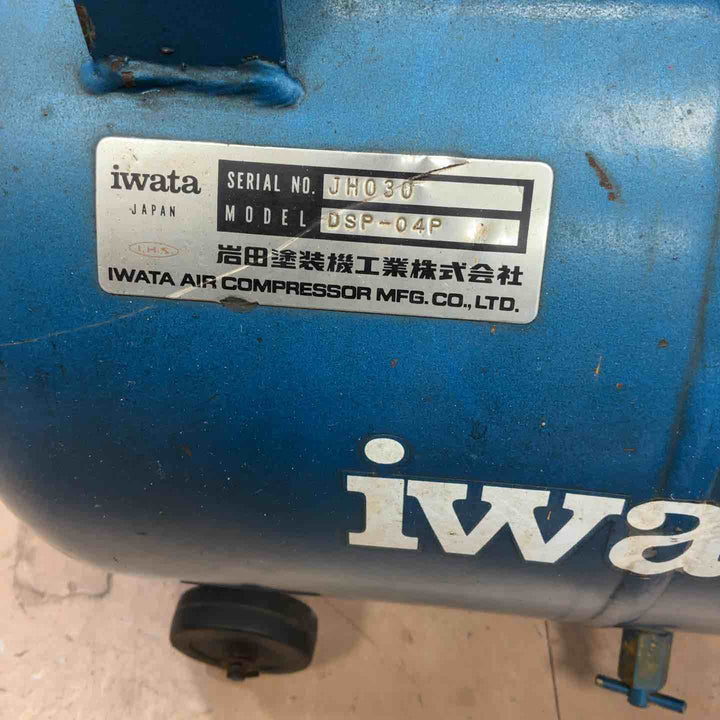 iwata
JAPAN
I.H.S
SERIAL NO. JH030
MODEL DSP-04P
岩田塗装機工業株式会社
IWATA AIR COMPRESSOR MFG. CO., LTD.
iwa